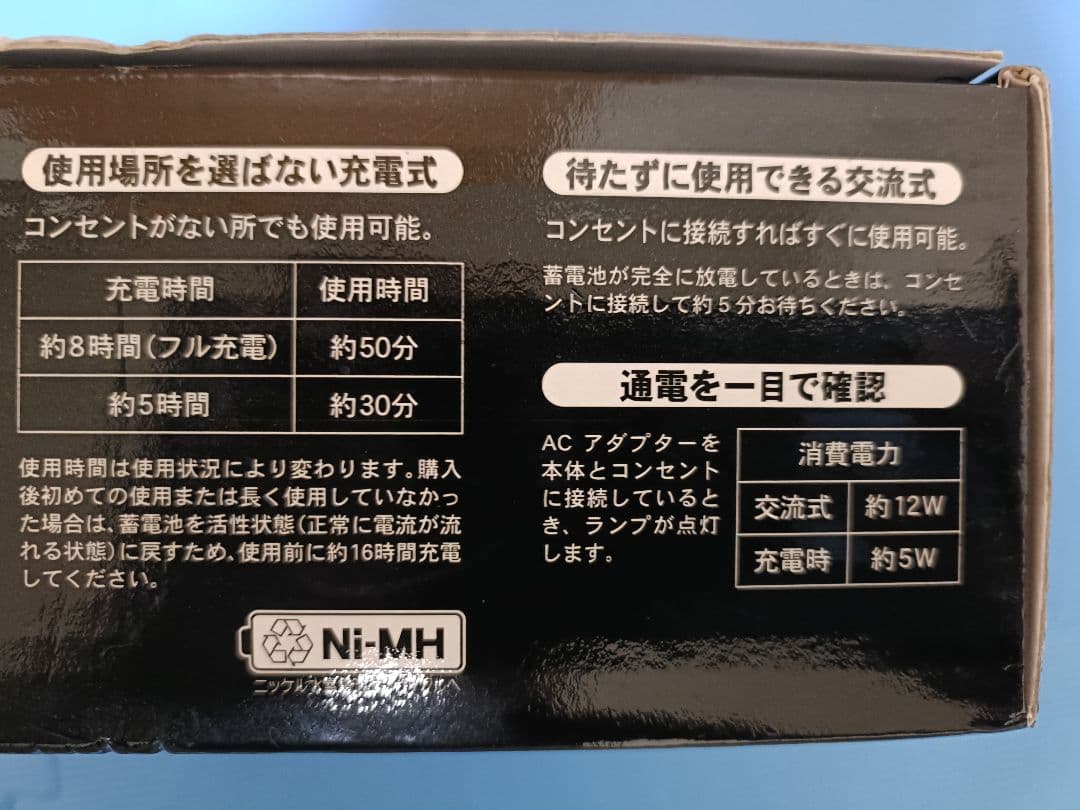 使用場所を選ばない充電式
コンセントがない所でも使用可能。
充電時間 使用時間
約8時間(フル充電) 約50分
約5時間 約30分
使用時間は使用状況により変わります。購入
後初めての使用または長く使用していなかっ
た場合は、蓄電池を活性状態(正常に電流が流
れる状態)に戻すため、使用前に約16時間充電
してください。
Ni-MH
ニッケル水
待たずに使用できる交流式
コンセントに接続すればすぐに使用可能。
蓄電池が完全に放電しているときは、コンセ
ントに接続して約5分お待ちください。
通電を一目で確認
AC アダプターを
本体とコンセント
に接続していると
き、ランプが点灯
します。
消費電力
交流式 約12W
充電時 約5W